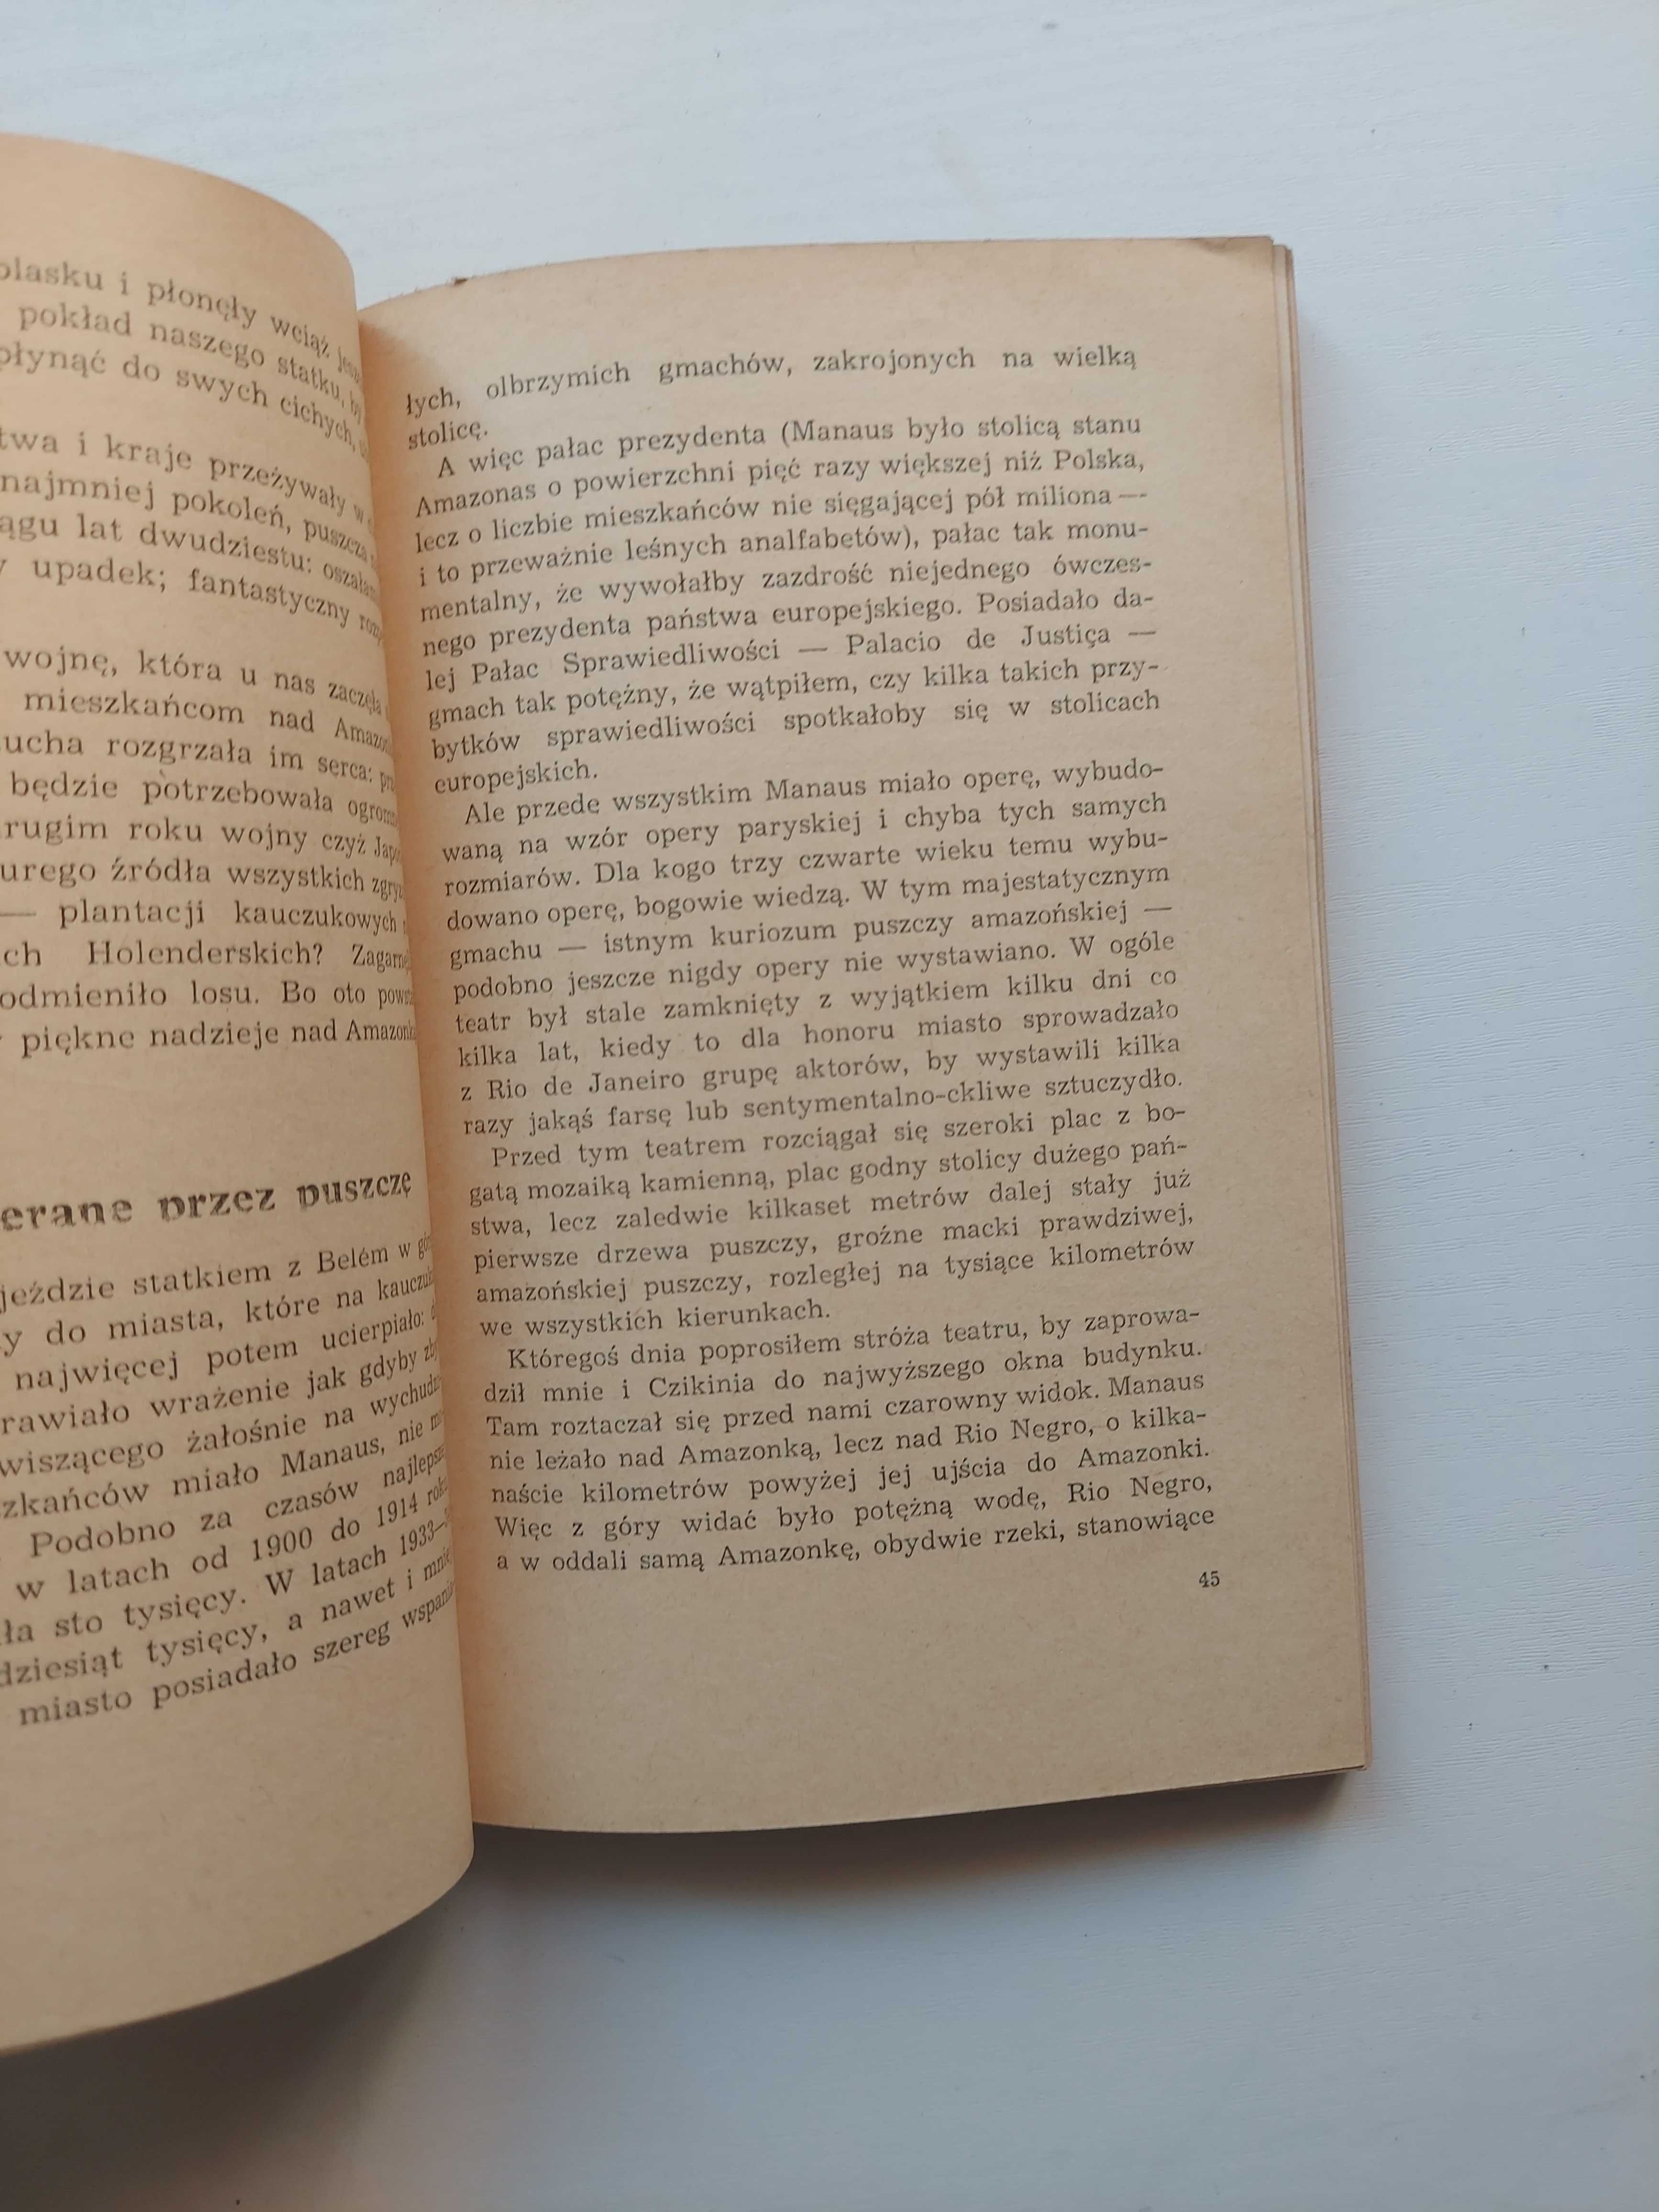 i płonęły wciąż
pokład naszego statku,
płynąć do swych cichych,
i kraje przeżywały
najmniej pokoleń, puszcza
lat dwudziestu:
upadek; fantastyczny
wojnę, która u nas zaczęła
mieszkańcom nad
rozgrzała im serca:
będzie potrzebowała
roku wojny czyż
źródła wszystkich
— plantacji kauczukowych
Holenderskich?
odmieniło losu. Bo oto
piękne nadzieje nad
przez puszczę
statkiem z Belém w
do miasta, które na
najwięcej potem ucierpiało:
wrażenie jak gdyby
żałośnie na
miało Manaus, nie
Podobno za czasów
w latach od 1900 do 1914
sto tysięcy. W latach
tysięcy, a nawet i
miasto posiadało szereg
łych, olbrzymich gmachów, zakrojonych na wielką
stolicę.
A więc pałac prezydenta (Manaus było stolicą stanu
Amazonas o powierzchni pięć razy większej niż Polska,
lecz o liczbie mieszkańców nie sięgającej pół miliona —
i to przeważnie leśnych analfabetów), pałac tak monu-
mentalny, że wywołałby zazdrość niejednego ówczes-
nego prezydenta państwa europejskiego. Posiadało da-
lej Pałac Sprawiedliwości — Palacio de Justiça —
gmach tak potężny, że wątpiłem, czy kilka takich przy-
bytków sprawiedliwości spotkałoby się w stolicach
europejskich.
Ale przede wszystkim Manaus miało operę, wybudo-
waną na wzór opery paryskiej i chyba tych samych
rozmiarów. Dla kogo trzy czwarte wieku temu wybu-
dowano operę, bogowie wiedzą. W tym majestatycznym
gmachu — istnym kuriozum puszczy amazońskiej —
podobno jeszcze nigdy opery nie wystawiano. W ogóle
teatr był stale zamknięty z wyjątkiem kilku dni co
kilka lat, kiedy to dla honoru miasto sprowadzało
z Rio de Janeiro grupę aktorów, by wystawili kilka
razy jakąś farsę lub sentymentalno-ckliwe sztuczydło.
Przed tym teatrem rozciągał się szeroki plac z bo-
gatą mozaiką kamienną, plac godny stolicy dużego pań-
stwa, lecz zaledwie kilkaset metrów dalej stały już
pierwsze drzewa puszczy, groźne macki prawdziwej,
amazońskiej puszczy, rozległej na tysiące kilometrów
we wszystkich kierunkach.
Któregoś dnia poprosiłem stróża teatru, by zaprowa-
dził mnie i Czikinia do najwyższego okna budynku.
Tam roztaczał się przed nami czarowny widok. Manaus
nie leżało nad Amazonką, lecz nad Rio Negro, o kilka-
naście kilometrów powyżej jej ujścia do Amazonki.
Więc z góry widać było potężną wodę, Rio Negro,
a w oddali samą Amazonkę, obydwie rzeki, stanowiące
45